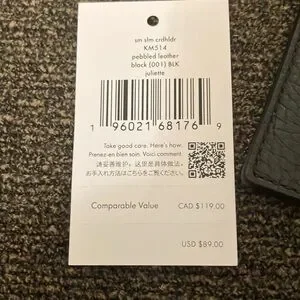 sm slm crdhldr
KM514
pebbled leather
black (001) BLK
juliette
1 96021 68176 9
Take good care. Here's how.
Prenez-en bien soin. Voici comment.
请妥善维护。这里是具体做法。
お手入れ方法はこちらをご覧ください。
Comparable Value CAD $119.00
USD $89.00